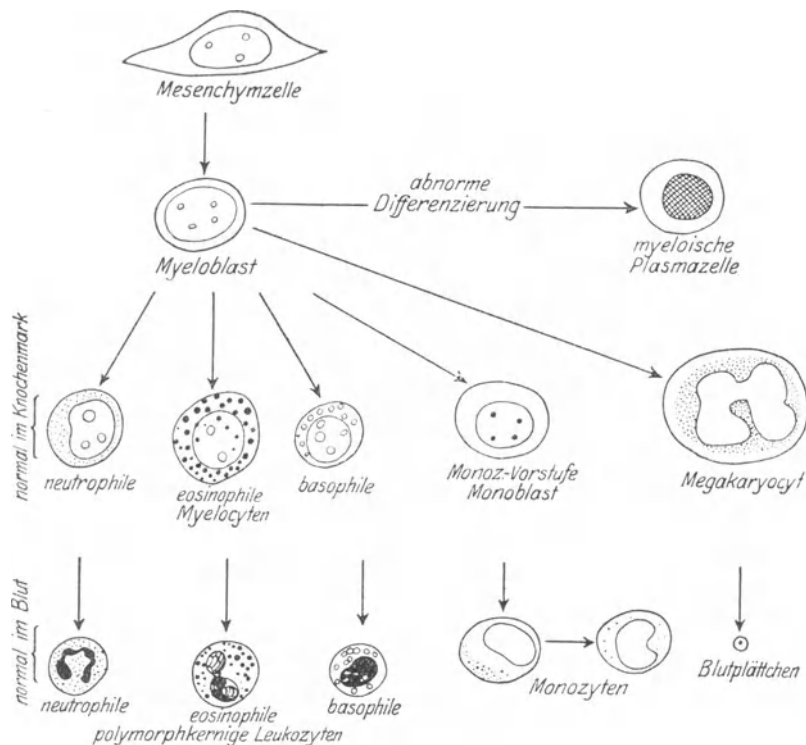 Mesenchymzelle
abnorme
Differenzierung
Myeloblast
myeloische
Plasmazelle
normal im Knochenmark
neutrophile
eosinophile
Myelocyten
basophile
Monoz.-Vorstufe
Monoblast
Megakaryocyt
normal im Blut
neutrophile
eosinophile
basophile
polymorphkernige Leukozyten
Monozyten
Blutplättchen